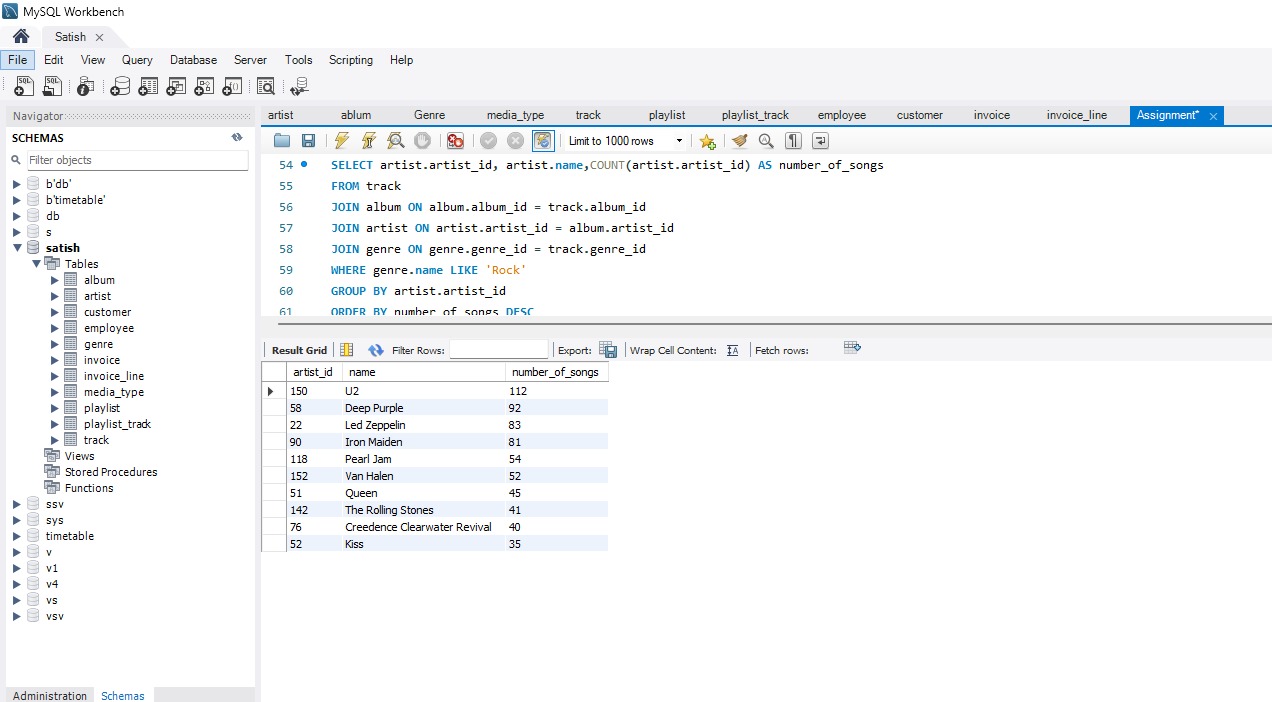 MySQL Workbench
Satish
File Edit View Query Database Server Tools Scripting Help
Navigator
SCHEMAS
Filter objects
b'db'
b'timetable'
db
s
satish
Tables
album
artist
customer
employee
genre
invoice
invoice_line
media_type
playlist
playlist_track
track
Views
Stored Procedures
Functions
ssv
sys
timetable
v
v1
v4
vs
vsv
Administration Schemas
artist ablum Genre media_type track playlist playlist_track employee customer invoice invoice_line Assignment*
Limit to 1000 rows
54 SELECT artist.artist_id, artist.name,COUNT(artist.artist_id) AS number_of_songs
55 FROM track
56 JOIN album ON album.album_id = track.album_id
57 JOIN artist ON artist.artist_id = album.artist_id
58 JOIN genre ON genre.genre_id = track.genre_id
59 WHERE genre.name LIKE 'Rock'
60 GROUP BY artist.artist_id
61 ORDER BY number_of_songs DESC
Result Grid Filter Rows: Export: Wrap Cell Content: Fetch rows:
artist_id name number_of_songs
150 U2 112
58 Deep Purple 92
22 Led Zeppelin 83
90 Iron Maiden 81
118 Pearl Jam 54
152 Van Halen 52
51 Queen 45
142 The Rolling Stones 41
76 Creedence Clearwater Revival 40
52 Kiss 35